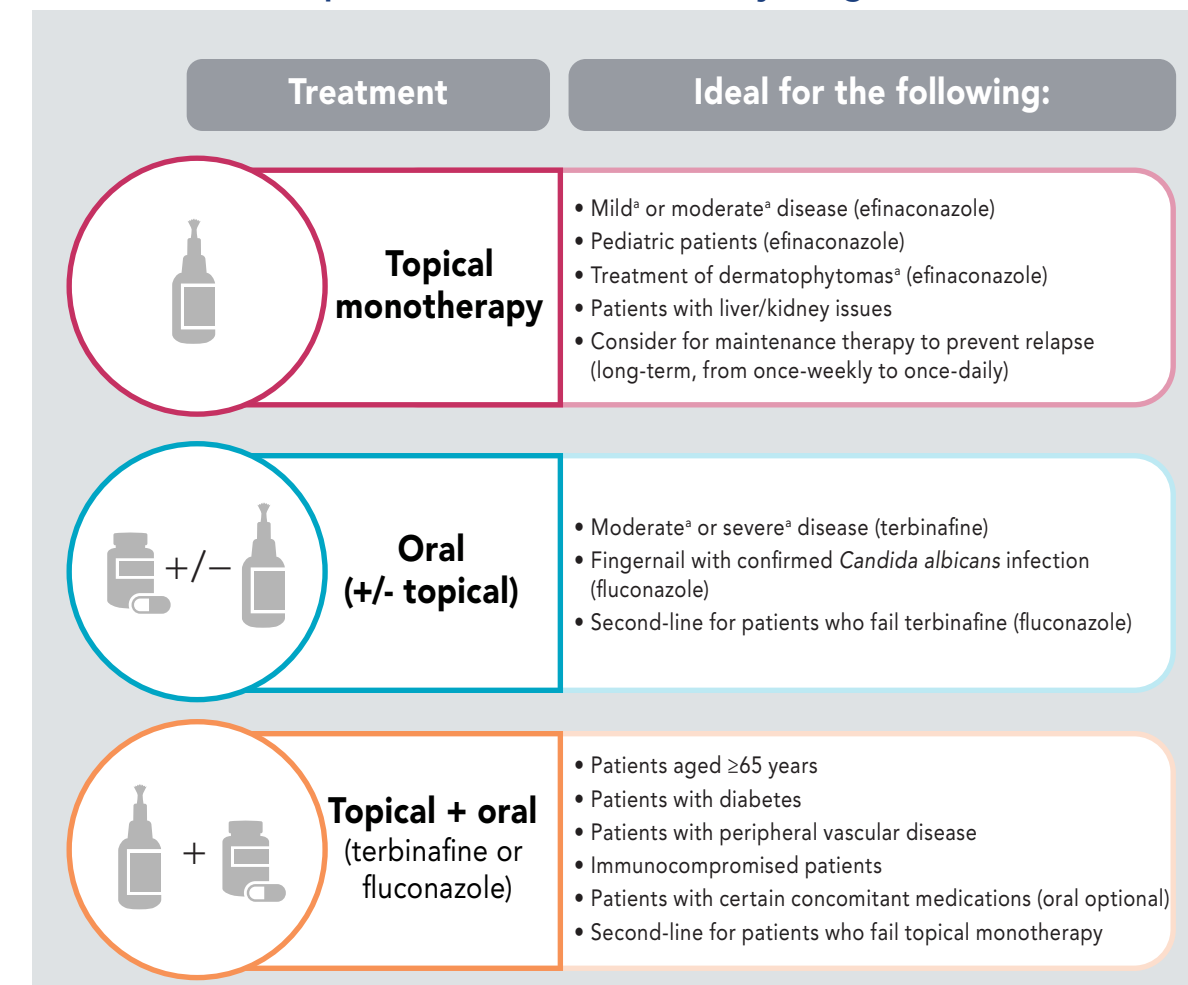 Treatment
Ideal for the following:
Topical
monotherapy
• Mildᵃ or moderateᵃ disease (efinaconazole)
• Pediatric patients (efinaconazole)
• Treatment of dermatophytomasᵃ (efinaconazole)
• Patients with liver/kidney issues
• Consider for maintenance therapy to prevent relapse
(long-term, from once-weekly to once-daily)
+/−
Oral
(+/- topical)
• Moderateᵃ or severeᵃ disease (terbinafine)
• Fingernail with confirmed Candida albicans infection
(fluconazole)
• Second-line for patients who fail terbinafine (fluconazole)
+
Topical + oral
(terbinafine or
fluconazole)
• Patients aged ≥65 years
• Patients with diabetes
• Patients with peripheral vascular disease
• Immunocompromised patients
• Patients with certain concomitant medications (oral optional)
• Second-line for patients who fail topical monotherapy